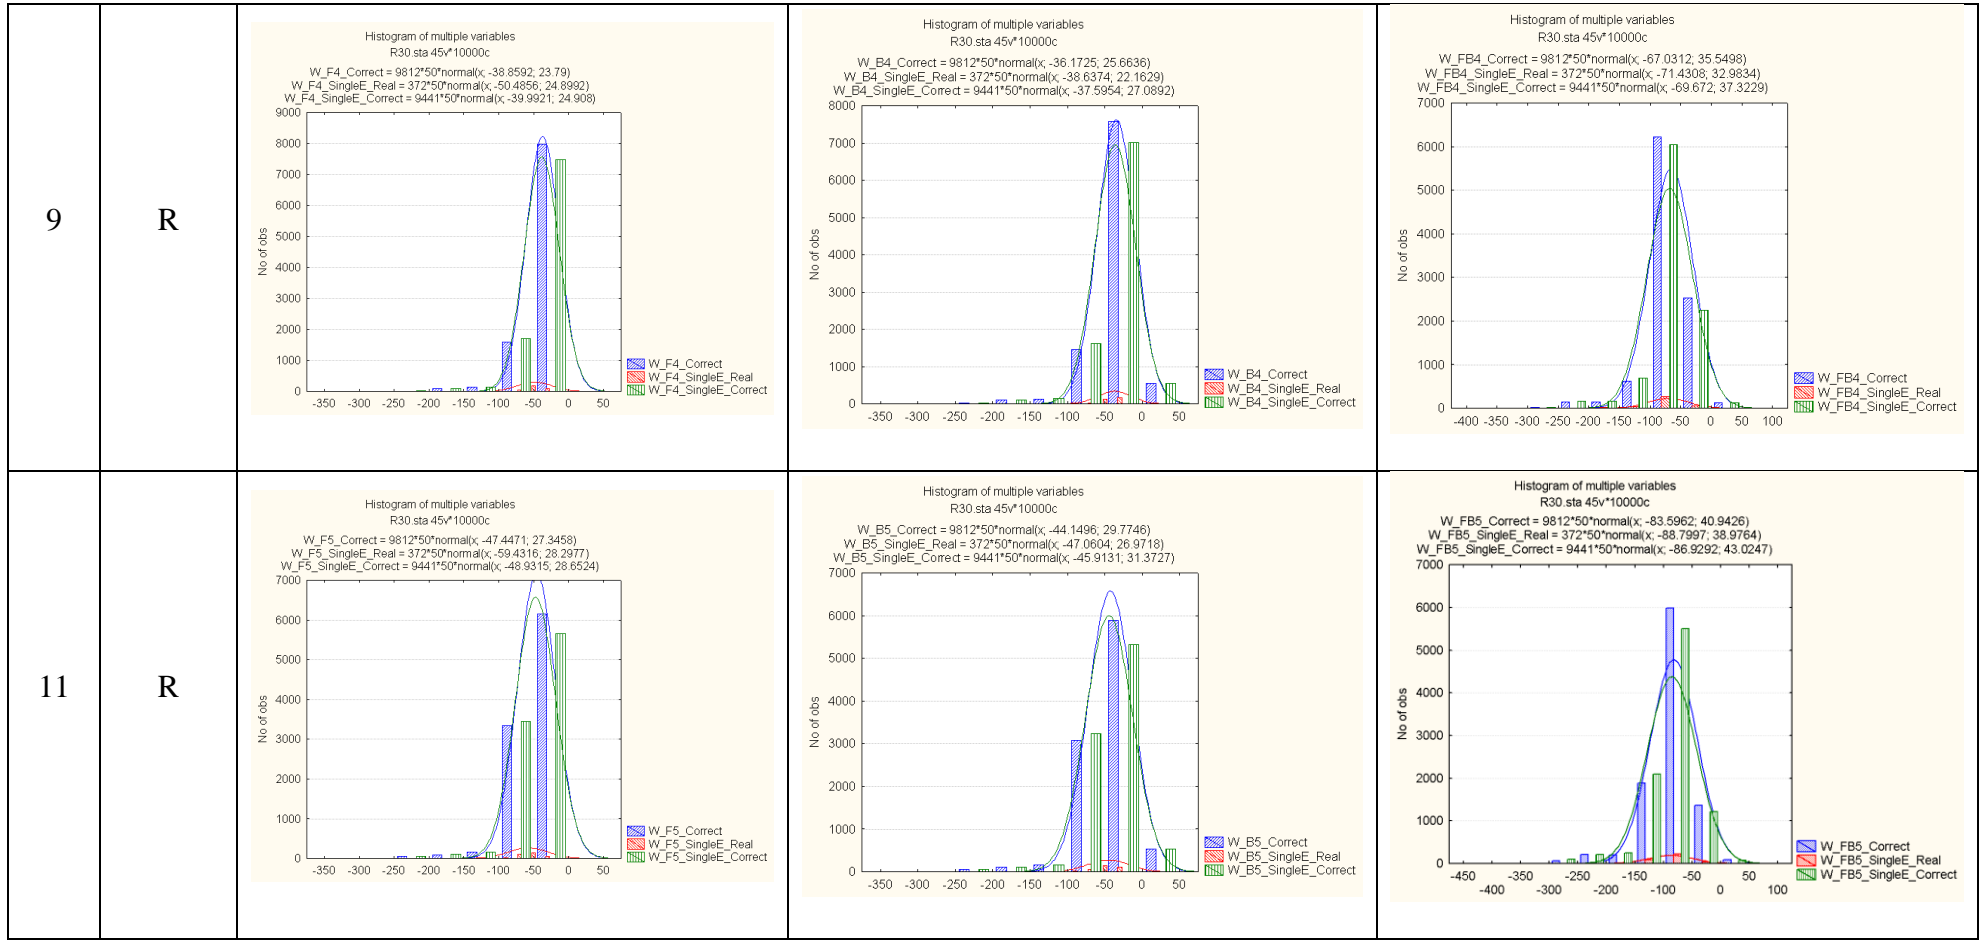 9
R
Histogram of multiple variables
R30.sta 45v*10000c
W_F4_Correct = 9812*50*normal(x; -38.8592; 23.79)
W_F4_SingleE_Real = 372*50*normal(x; -50.4856; 24.8992)
W_F4_SingleE_Correct = 9441*50*normal(x; -39.9921; 24.908)
9000
8000
7000
6000
5000
4000
3000
2000
1000
0
No of obs
-350 -300 -250 -200 -150 -100 -50 0 50
W_F4_Correct
W_F4_SingleE_Real
W_F4_SingleE_Correct
Histogram of multiple variables
R30.sta 45v*10000c
W_B4_Correct = 9812*50*normal(x; -36.1725; 25.6636)
W_B4_SingleE_Real = 372*50*normal(x; -38.6374; 22.1629)
W_B4_SingleE_Correct = 9441*50*normal(x; -37.5954; 27.0892)
8000
7000
6000
5000
4000
3000
2000
1000
0
No of obs
-350 -300 -250 -200 -150 -100 -50 0 50
W_B4_Correct
W_B4_SingleE_Real
W_B4_SingleE_Correct
Histogram of multiple variables
R30.sta 45v*10000c
W_FB4_Correct = 9812*50*normal(x; -67.0312; 35.5498)
W_FB4_SingleE_Real = 372*50*normal(x; -71.4308; 32.9834)
W_FB4_SingleE_Correct = 9441*50*normal(x; -69.672; 37.3229)
7000
6000
5000
4000
3000
2000
1000
0
No of obs
-400 -350 -300 -250 -200 -150 -100 -50 0 50 100
W_FB4_Correct
W_FB4_SingleE_Real
W_FB4_SingleE_Correct
11
R
Histogram of multiple variables
R30.sta 45v*10000c
W_F5_Correct = 9812*50*normal(x; -47.4471; 27.3458)
W_F5_SingleE_Real = 372*50*normal(x; -59.4316; 28.2977)
W_F5_SingleE_Correct = 9441*50*normal(x; -48.9315; 28.6524)
7000
6000
5000
4000
3000
2000
1000
0
No of obs
-350 -300 -250 -200 -150 -100 -50 0 50
W_F5_Correct
W_F5_SingleE_Real
W_F5_SingleE_Correct
Histogram of multiple variables
R30.sta 45v*10000c
W_B5_Correct = 9812*50*normal(x; -44.1496; 29.7746)
W_B5_SingleE_Real = 372*50*normal(x; -47.0604; 26.9718)
W_B5_SingleE_Correct = 9441*50*normal(x; -45.9131; 31.3727)
7000
6000
5000
4000
3000
2000
1000
0
No of obs
-350 -300 -250 -200 -150 -100 -50 0 50
W_B5_Correct
W_B5_SingleE_Real
W_B5_SingleE_Correct
Histogram of multiple variables
R30.sta 45v*10000c
W_FB5_Correct = 9812*50*normal(x; -83.5962; 40.9426)
W_FB5_SingleE_Real = 372*50*normal(x; -88.7997; 38.9764)
W_FB5_SingleE_Correct = 9441*50*normal(x; -86.9292; 43.0247)
7000
6000
5000
4000
3000
2000
1000
0
No of obs
-450 -350 -250 -150 -50 50
-400 -300 -200 -100 0 100
W_FB5_Correct
W_FB5_SingleE_Real
W_FB5_SingleE_Correct